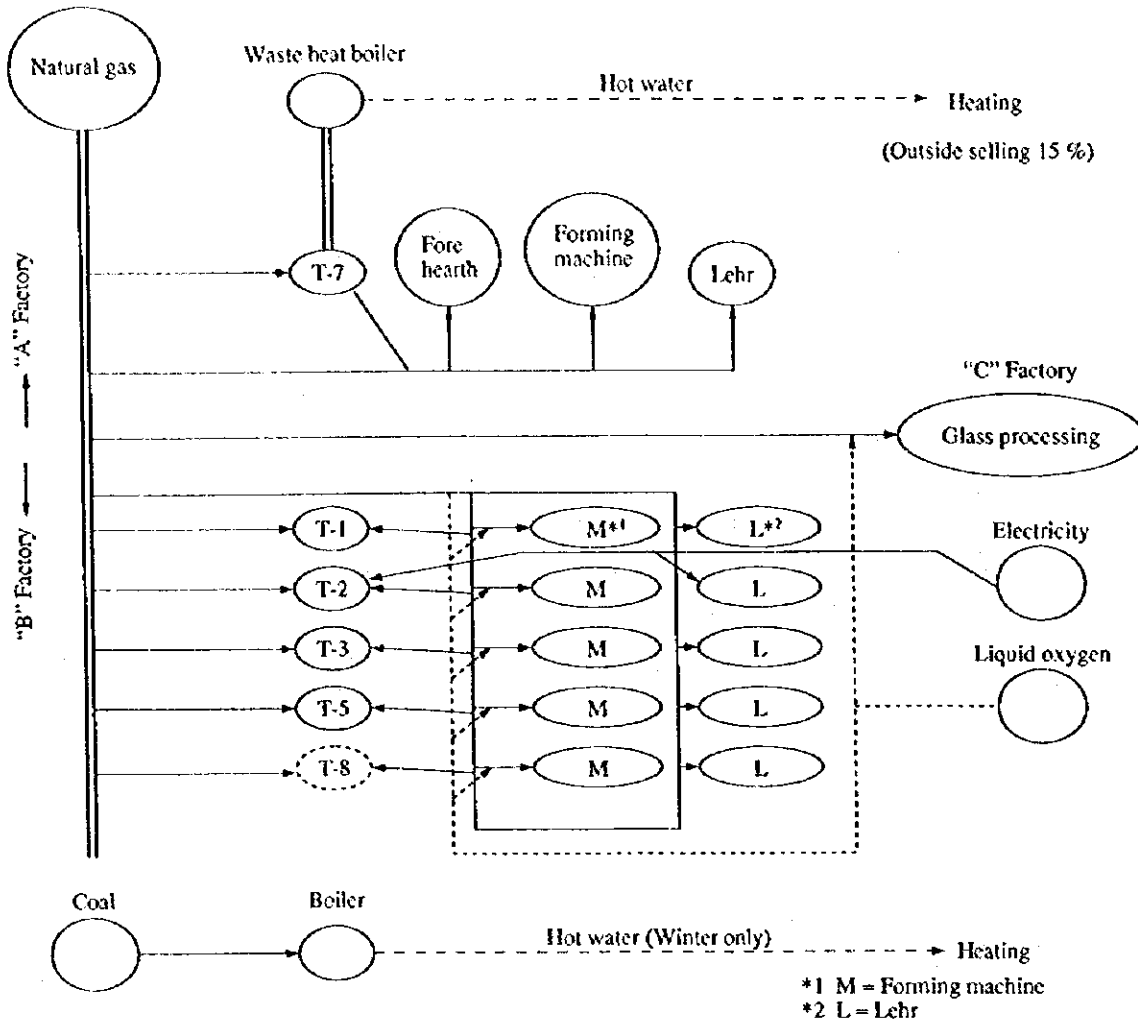 Natural gas
Waste heat boiler
Hot water
Heating
(Outside selling 15 %)
T-7
Fore
hearth
Forming
machine
Lehr
"A" Factory
"C" Factory
Glass processing
"B" Factory
T-1
M*1
L*2
Electricity
T-2
M
L
T-3
M
L
Liquid oxygen
T-5
M
L
T-8
M
L
Coal
Boiler
Hot water (Winter only)
Heating
*1 M = Forming machine
*2 L = Lehr